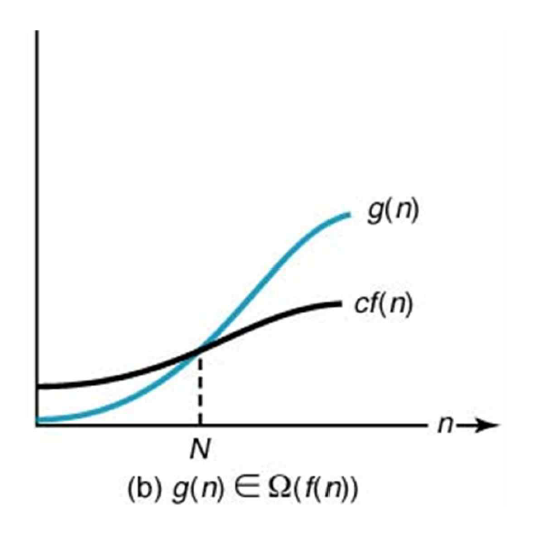 g(n)
cf(n)
n
N
(b) g(n) ∈ Ω(f(n))